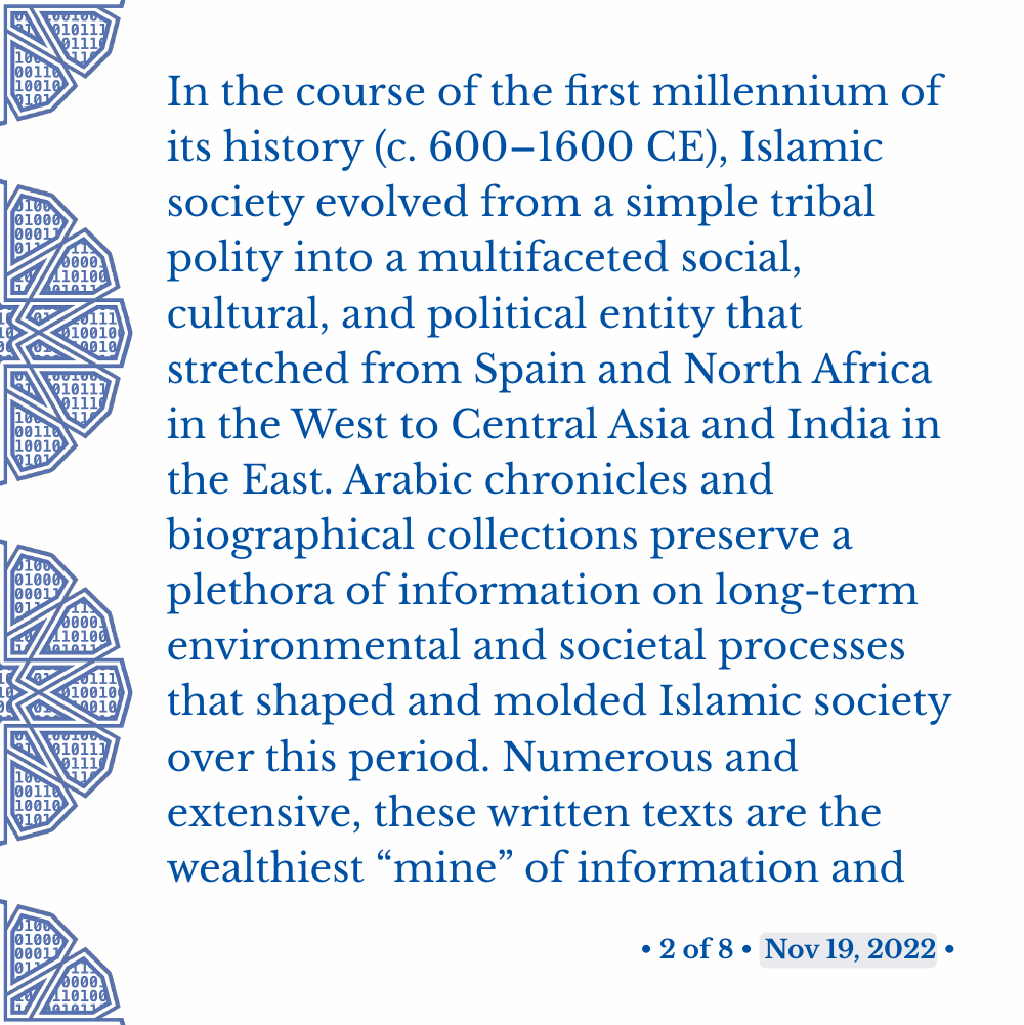 In the course of the first millennium of
its history (c. 600–1600 CE), Islamic
society evolved from a simple tribal
polity into a multifaceted social,
cultural, and political entity that
stretched from Spain and North Africa
in the West to Central Asia and India in
the East. Arabic chronicles and
biographical collections preserve a
plethora of information on long-term
environmental and societal processes
that shaped and molded Islamic society
over this period. Numerous and
extensive, these written texts are the
wealthiest “mine” of information and
• 2 of 8 • Nov 19, 2022 •